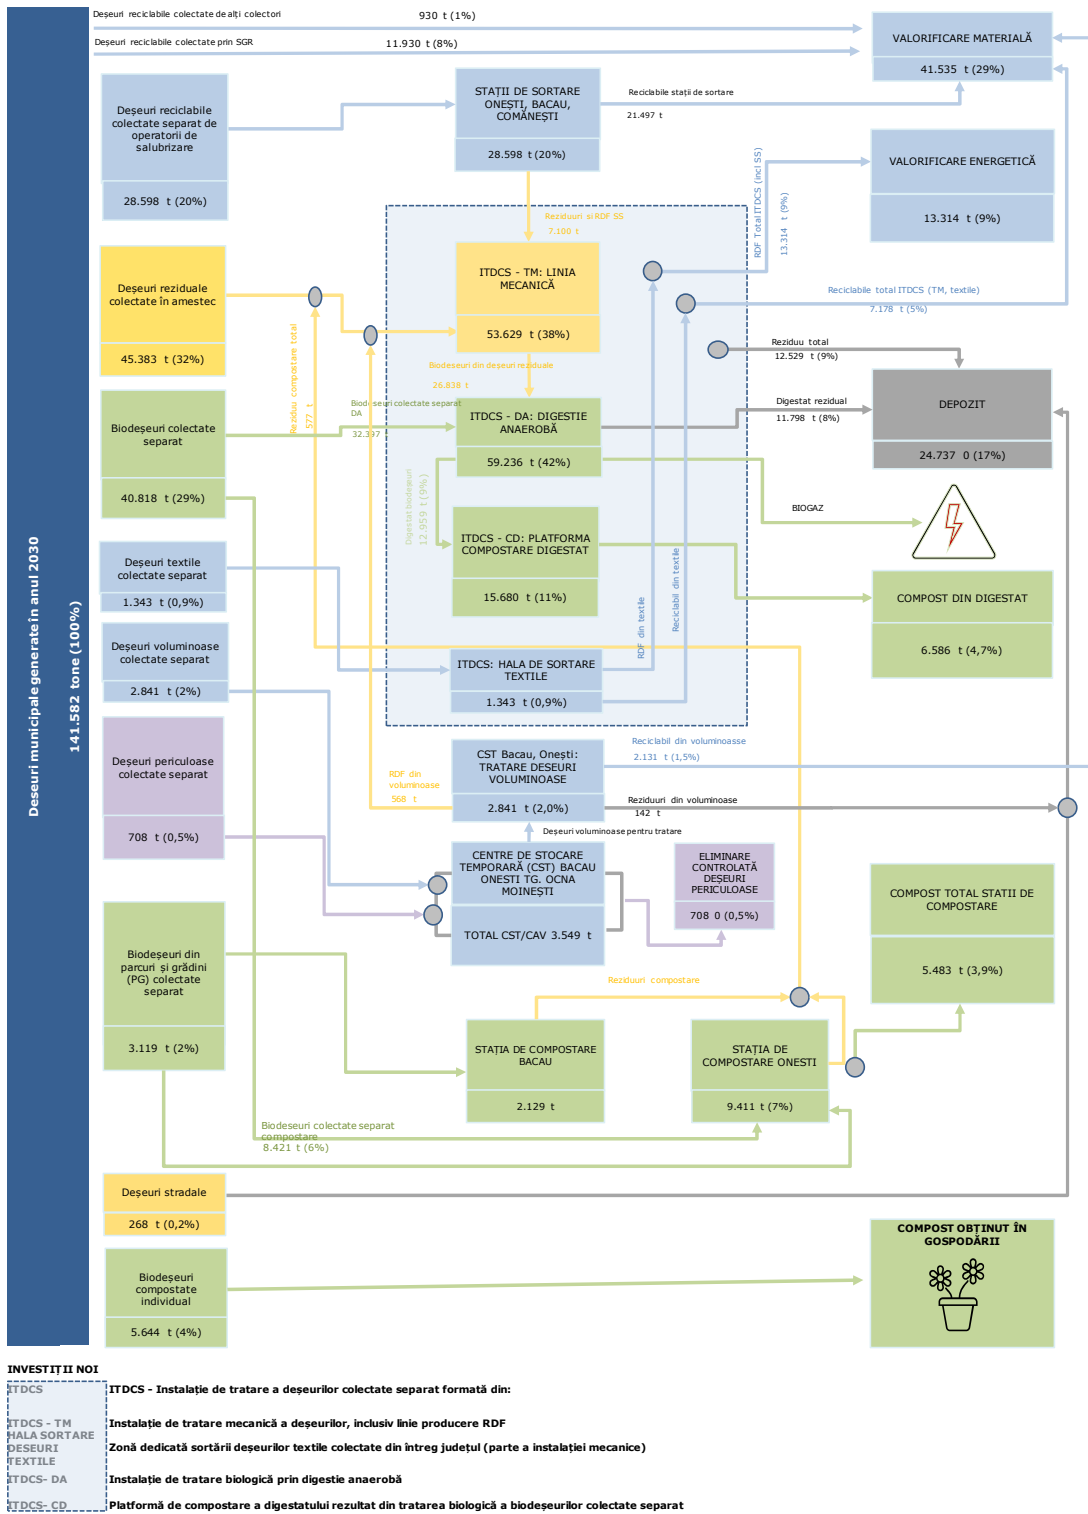 Deseuri municipale generate în anul 2030
141.582 tone (100%)
Deșeuri reciclabile colectate de alți colectori
930 t (1%)
Deșeuri reciclabile colectate prin SGR
11.930 t (8%)
VALORIFICARE MATERIALĂ
41.535 t (29%)
Deșeuri reciclabile
colectate separat de
operatorii de
salubrizare
28.598 t (20%)
STAȚII DE SORTARE
ONEȘTI, BACAU,
COMĂNEȘTI
28.598 t (20%)
Reciclabile stații de sortare
21.497 t
VALORIFICARE ENERGETICĂ
13.314 t (9%)
RDF Total ITDCS (incl SS)
13.314 t (9%)
Reziduuri si RDF SS
7.100 t
Deșeuri reziduale
colectate în amestec
45.383 t (32%)
ITDCS - TM: LINIA
MECANICĂ
53.629 t (38%)
Reciclabile total ITDCS (TM, textile)
7.178 t (5%)
Reziduu total
12.529 t (9%)
Biodeseuri din deșeuri reziduale
26.838 t
Reziduu compostare total
577 t
Biodeșeuri colectate
separat
40.818 t (29%)
Biodeseuri colectate separat
DA
ITDCS - DA: DIGESTIE
ANAEROBĂ
59.236 t (42%)
Digestat rezidual
11.798 t (8%)
DEPOZIT
24.737 0 (17%)
Digestat biodeșeuri
12.959 t (9%)
BIOGAZ
ITDCS - CD: PLATFORMA
COMPOSTARE DIGESTAT
15.680 t (11%)
Deșeuri textile
colectate separat
1.343 t (0,9%)
COMPOST DIN DIGESTAT
6.586 t (4,7%)
RDF din textile
Reciclabil din textile
Deșeuri voluminoase
colectate separat
2.841 t (2%)
ITDCS: HALA DE SORTARE
TEXTILE
1.343 t (0,9%)
Deșeuri periculoase
colectate separat
708 t (0,5%)
RDF din
voluminoase
568 t
CST Bacau, Onești:
TRATARE DESEURI
VOLUMINOASE
2.841 t (2,0%)
Reciclabil din voluminoasse
2.131 t (1,5%)
Reziduuri din voluminoase
142 t
Deșeuri voluminoase pentru tratare
CENTRE DE STOCARE
TEMPORARĂ (CST) BACAU
ONESTI TG. OCNA
MOINEȘTI
TOTAL CST/CAV 3.549 t
ELIMINARE
CONTROLATĂ
DEȘEURI
PERICULOASE
708 0 (0,5%)
COMPOST TOTAL STATII DE
COMPOSTARE
5.483 t (3,9%)
Biodeșeuri din
parcuri și grădini
(PG) colectate
separat
3.119 t (2%)
Reziduuri compostare
STAȚIA DE COMPOSTARE
BACAU
2.129 t
STAȚIA DE
COMPOSTARE ONESTI
9.411 t (7%)
Biodeseuri colectate separat
compostare
8.421 t (6%)
Deșeuri stradale
268 t (0,2%)
Biodeșeuri
compostate
individual
5.644 t (4%)
COMPOST OBȚINUT ÎN
GOSPODĂRII
INVESTIȚII NOI
ITDCS
ITDCS - Instalație de tratare a deșeurilor colectate separat formată din:
ITDCS - TM
Instalație de tratare mecanică a deșeurilor, inclusiv linie producere RDF
HALA SORTARE
DESEURI
TEXTILE
Zonă dedicată sortării deșeurilor textile colectate din întreg județul (parte a instalației mecanice)
ITDCS- DA
Instalație de tratare biologică prin digestie anaerobă
ITDCS- CD
Platformă de compostare a digestatului rezultat din tratarea biologică a biodeșeurilor colectate separat